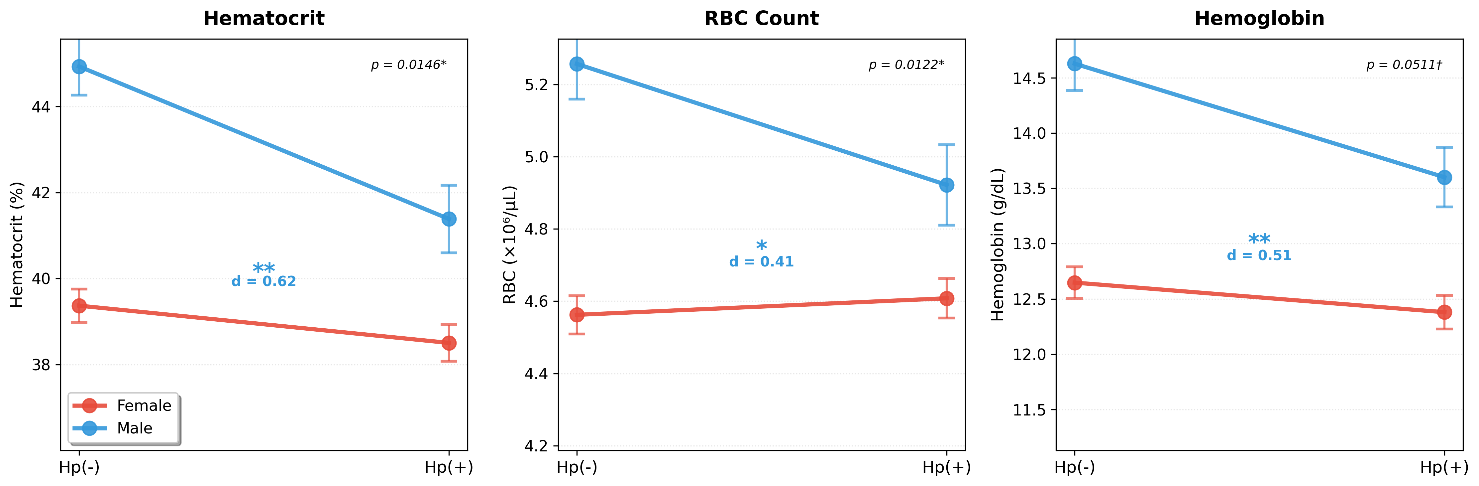 Hematocrit
p = 0.0146*
Hematocrit (%)
44
42
40
38
**
d = 0.62
Female
Male
Hp(-)
Hp(+)
RBC Count
p = 0.0122*
RBC (×10⁶/μL)
5.2
5.0
4.8
4.6
4.4
4.2
*
d = 0.41
Hp(-)
Hp(+)
Hemoglobin
p = 0.0511†
Hemoglobin (g/dL)
14.5
14.0
13.5
13.0
12.5
12.0
11.5
**
d = 0.51
Hp(-)
Hp(+)